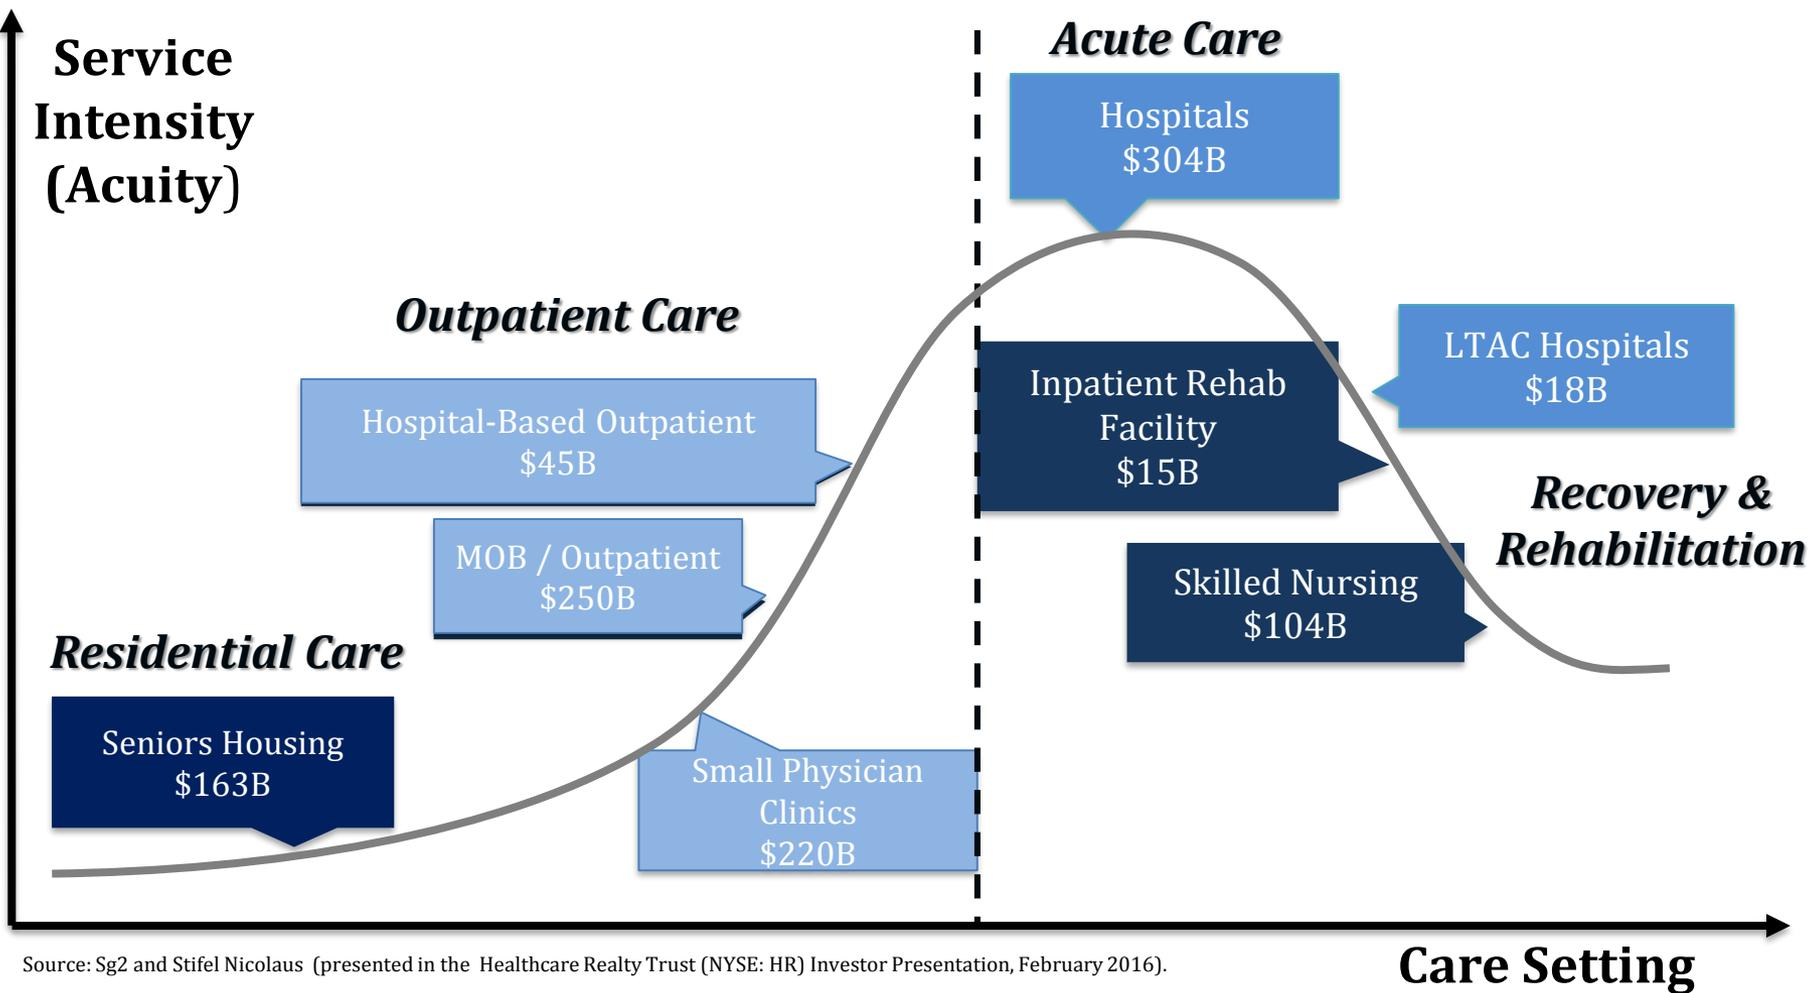 Service
Intensity
(Acuity)
Acute Care
Hospitals
$304B
Outpatient Care
Hospital-Based Outpatient
$45B
MOB / Outpatient
$250B
Inpatient Rehab
Facility
$15B
LTAC Hospitals
$18B
Recovery &
Rehabilitation
Skilled Nursing
$104B
Residential Care
Seniors Housing
$163B
Small Physician
Clinics
$220B
Care Setting
Source: Sg2 and Stifel Nicolaus (presented in the Healthcare Realty Trust (NYSE: HR) Investor Presentation, February 2016).